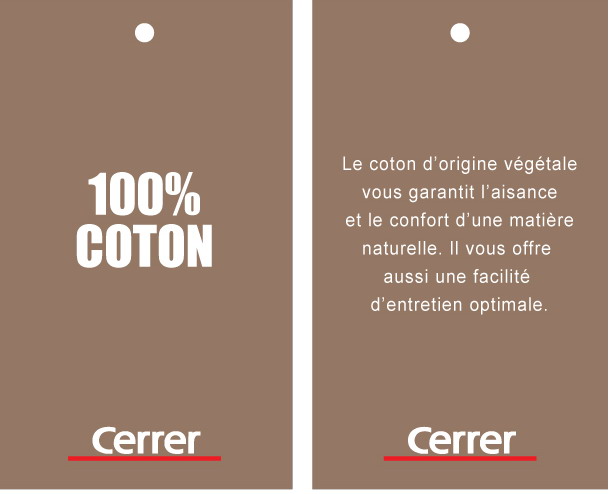 100%
COTON
Cerrer
Le coton d’origine végétale
vous garantit l’aisance
et le confort d’une matière
naturelle. Il vous offre
aussi une facilité
d’entretien optimale.
Cerrer